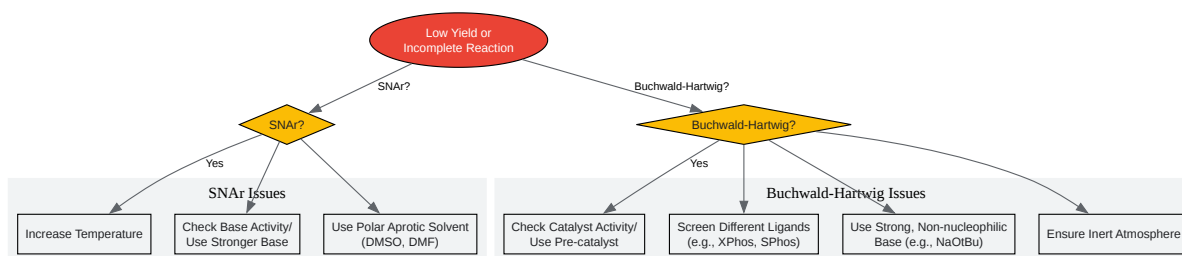 Low Yield or
Incomplete Reaction
SNAr?
Buchwald-Hartwig?
SNAr?
Buchwald-Hartwig?
Yes
Yes
SNAr Issues
Buchwald-Hartwig Issues
Increase Temperature
Check Base Activity/
Use Stronger Base
Use Polar Aprotic Solvent
(DMSO, DMF)
Check Catalyst Activity/
Use Pre-catalyst
Screen Different Ligands
(e.g., XPhos, SPhos)
Use Strong, Non-nucleophilic
Base (e.g., NaOtBu)
Ensure Inert Atmosphere